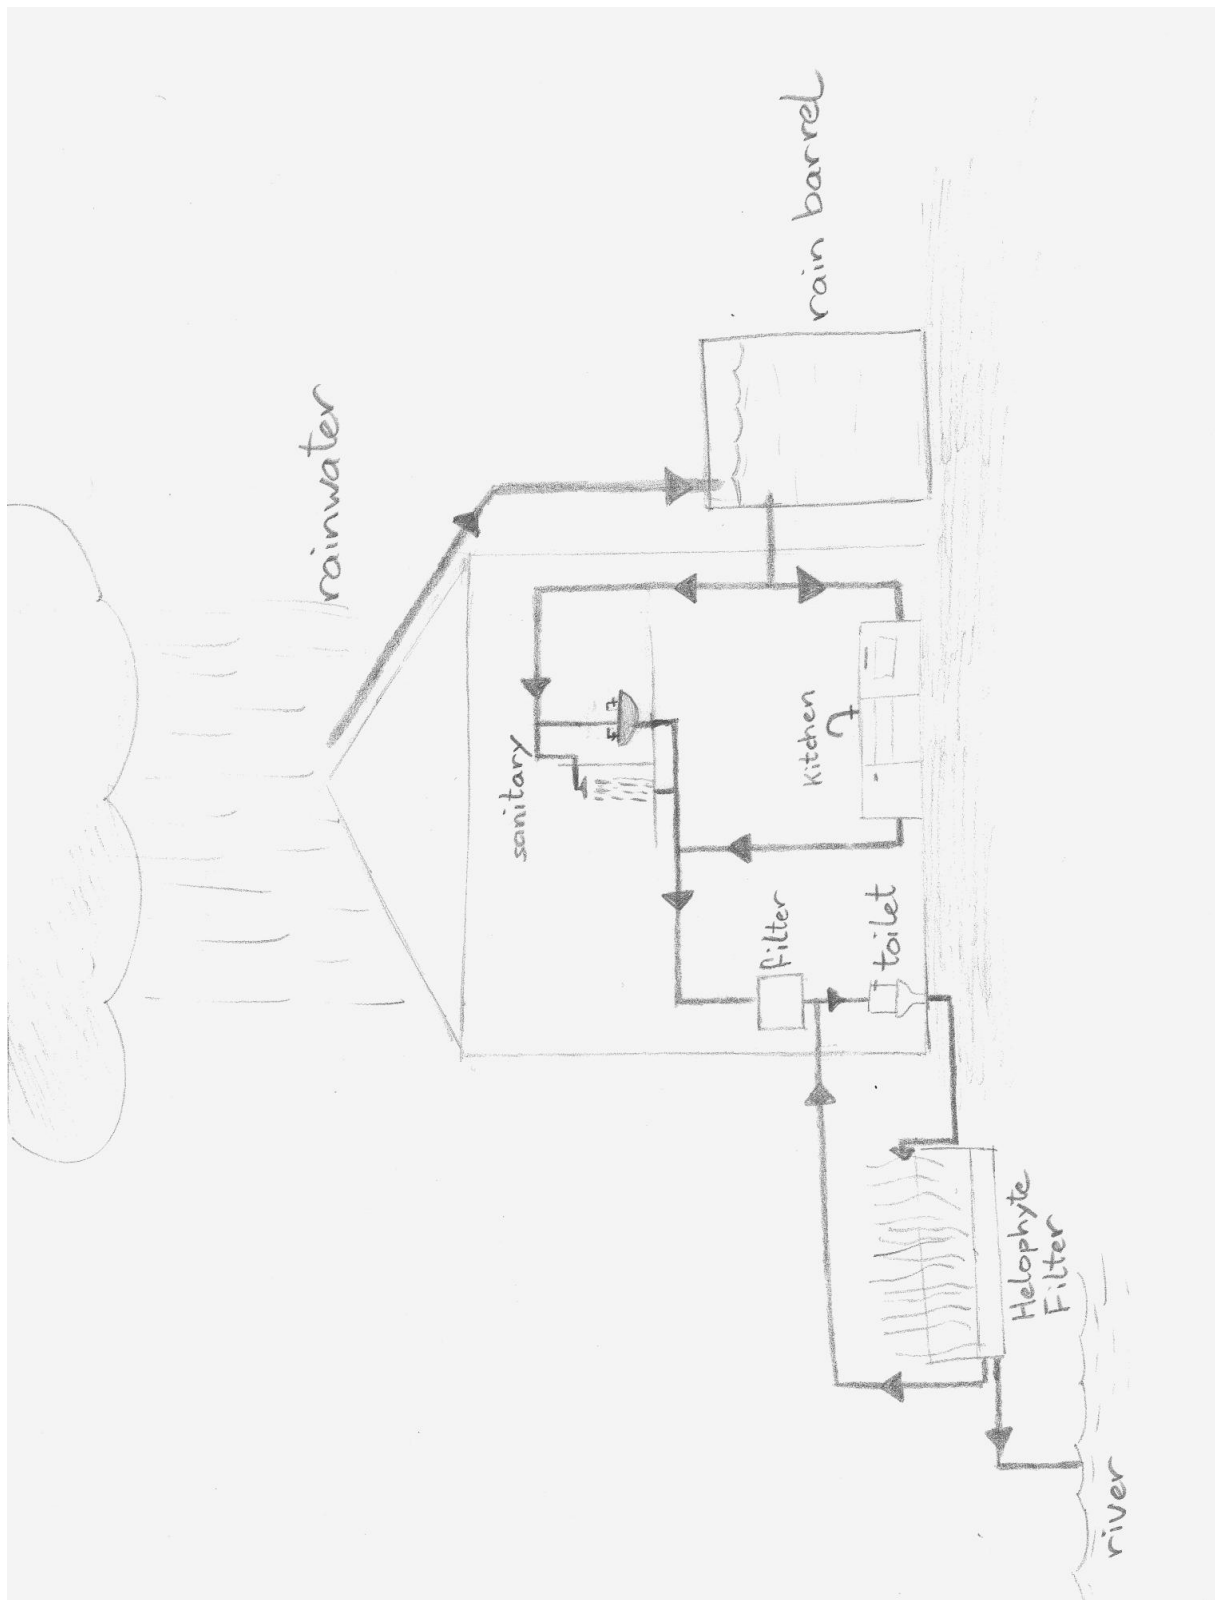 rainwater
rain barrel
sanitary
Kitchen
filter
toilet
Helophyte
Filter
river